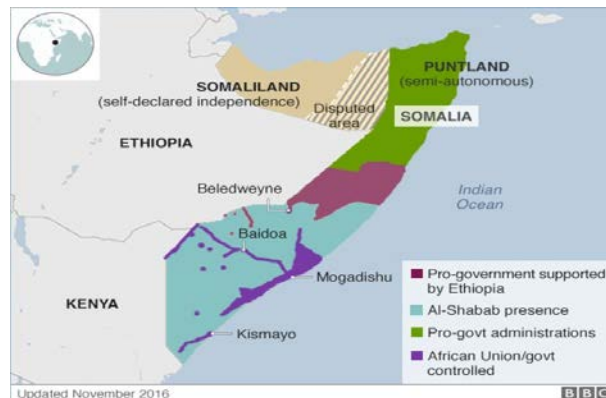 PUNTLAND
(semi-autonomous)
SOMALILAND
(self-declared independence)
Disputed
area
SOMALIA
ETHIOPIA
Beledweyne
Indian
Ocean
Baidoa
Mogadishu
KENYA
Kismayo
Pro-government supported
by Ethiopia
Al-Shabab presence
Pro-govt administrations
African Union/govt
controlled
Updated November 2016
BBC